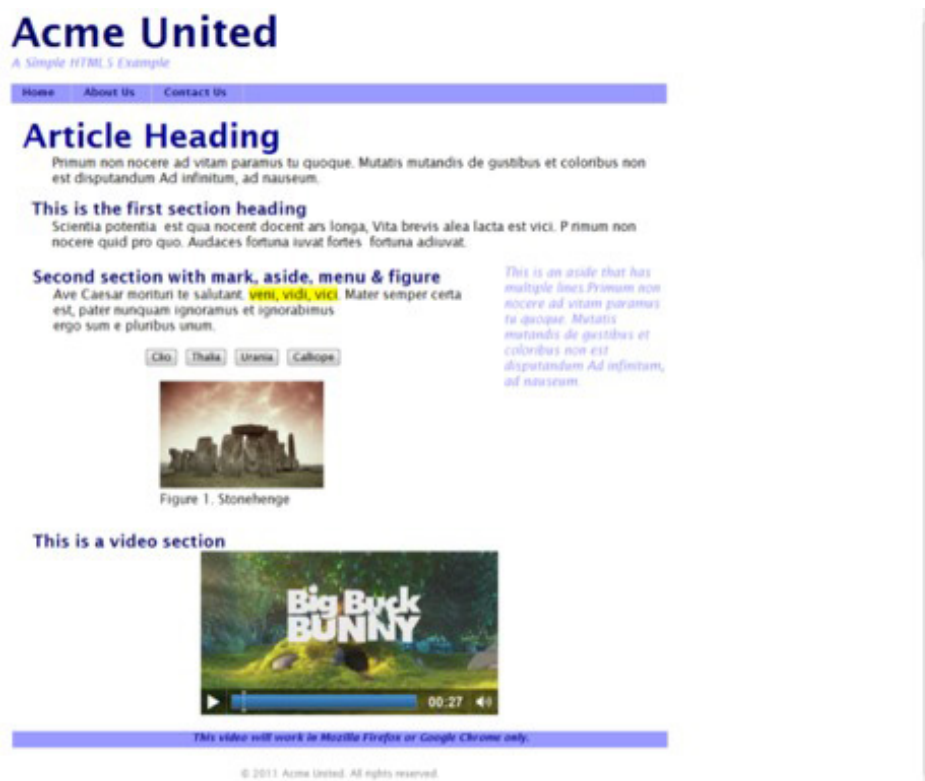 Acme United
A Simple HTML5 Example
Home About Us Contact Us
Article Heading
Primum non nocere ad vitam paramus tu quoque. Mutatis mutandis de gustibus et coloribus non
est disputandum Ad infinitum, ad nauseum.
This is the first section heading
Scientia potentia est qua nocent docent ars longa, Vita brevis alea lacta est vici. P rimum non
nocere quid pro quo. Audaces fortuna iuvat fortes fortuna adiuvat.
Second section with mark, aside, menu & figure
Ave Caesar morituri te salutant. veni, vidi, vici. Mater semper certa
est, pater nunquam ignoramus et ignorabimus
ergo sum e pluribus unum.
This is an aside that has
multiple lines.Primum non
nocere ad vitam paramus
tu quoque. Mutatis
mutandis de gustibus et
coloribus non est
disputandum Ad infinitum,
ad nauseum.
Clio Thalia Urania Calliope
Figure 1. Stonehenge
This is a video section
Big Buck
BUNNY
00:27
This video will work in Mozilla Firefox or Google Chrome only.
© 2011 Acme United. All rights reserved.